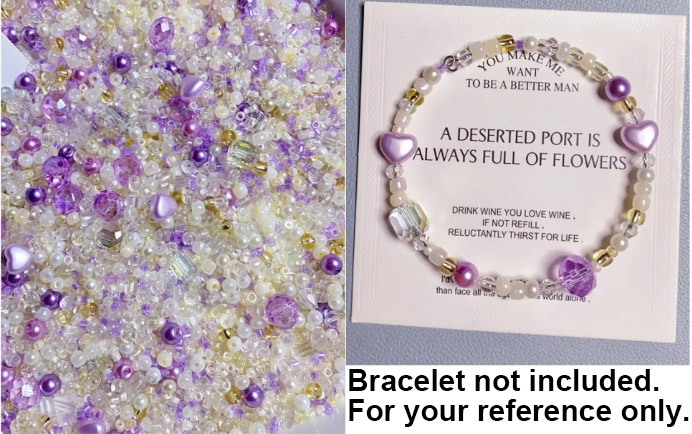 YOU MAKE ME
WANT
TO BE A BETTER MAN
A DESERTED PORT IS
ALWAYS FULL OF FLOWERS
DRINK WINE YOU LOVE WINE ,
IF NOT REFILL ,
RELUCTANTLY THIRST FOR LIFE .
than face all the world alone .
Bracelet not included.
For your reference only.